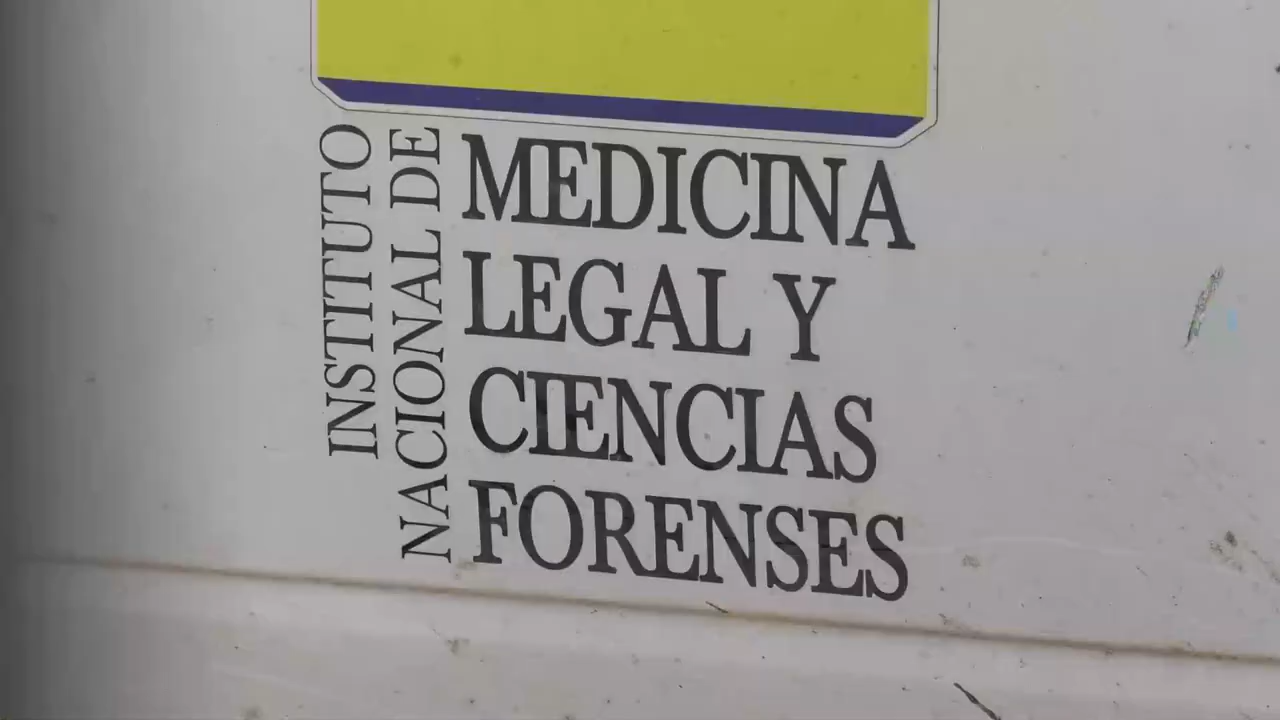 INSTITUTO
NACIONAL DE
MEDICINA
LEGAL Y
CIENCIAS
FORENSES